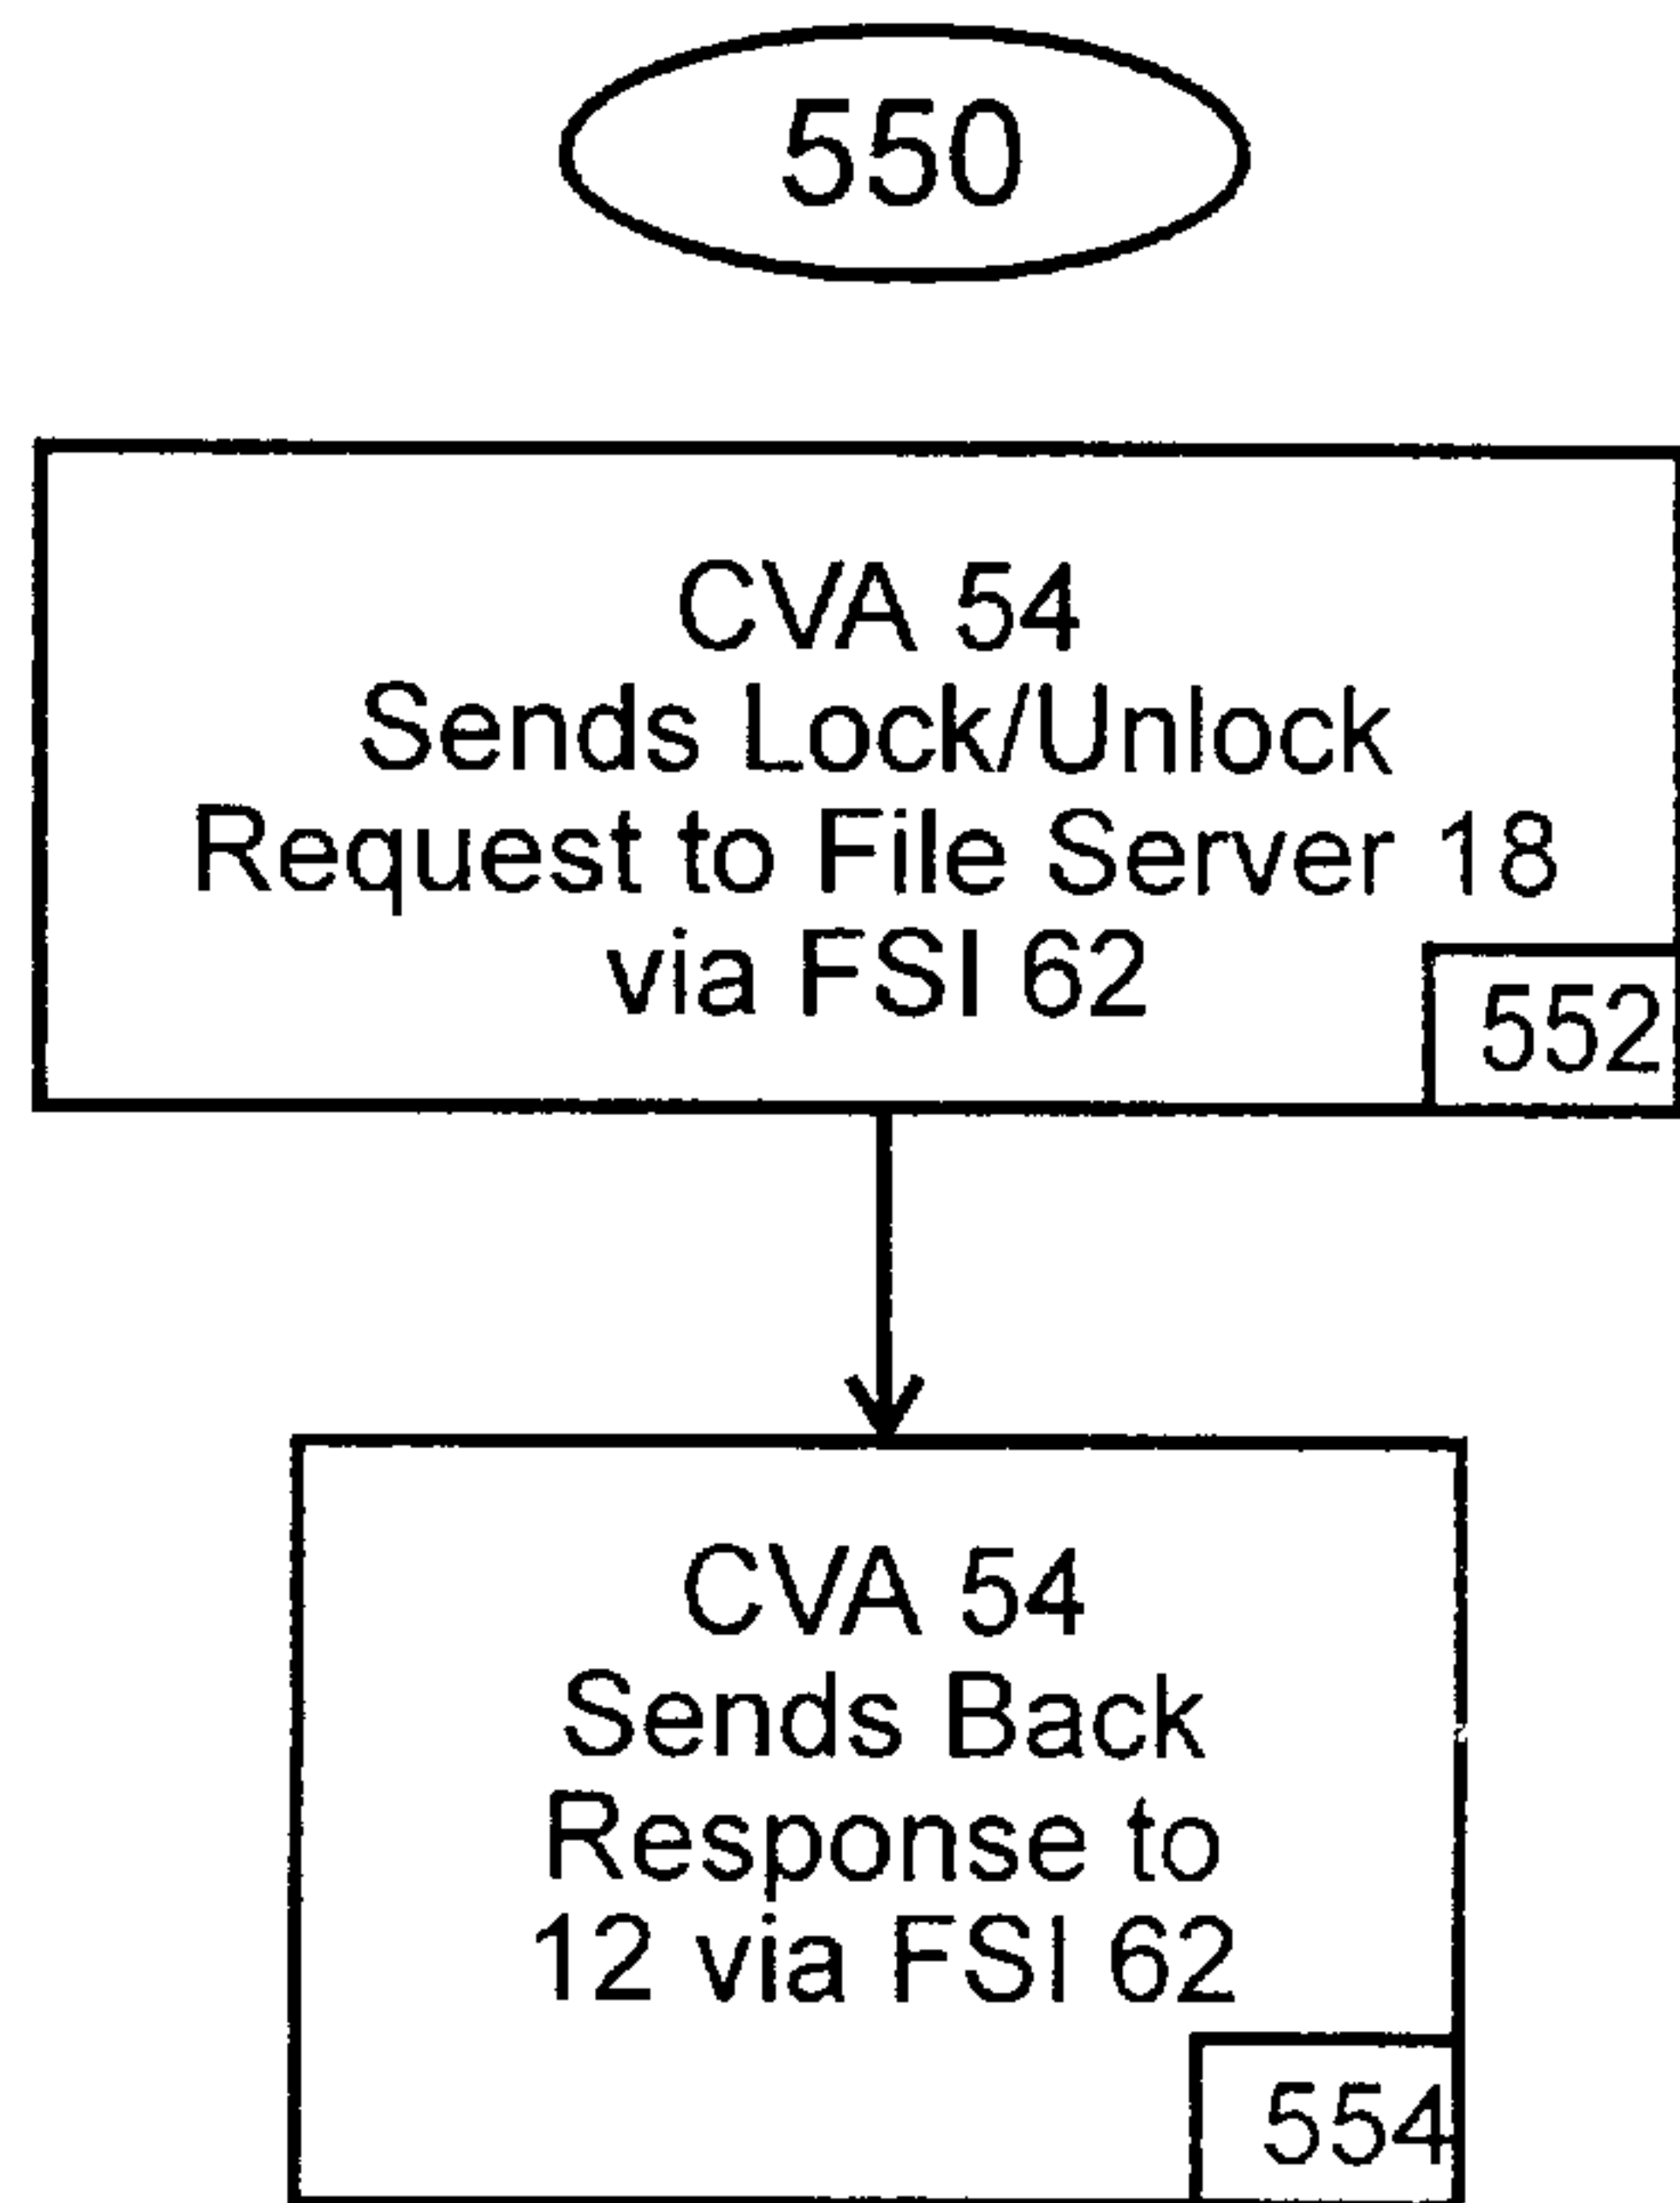 550
CVA 54
Sends Lock/Unlock
Request to File Server 18
via FSI 62
552
CVA 54
Sends Back
Response to
12 via FSI 62
554